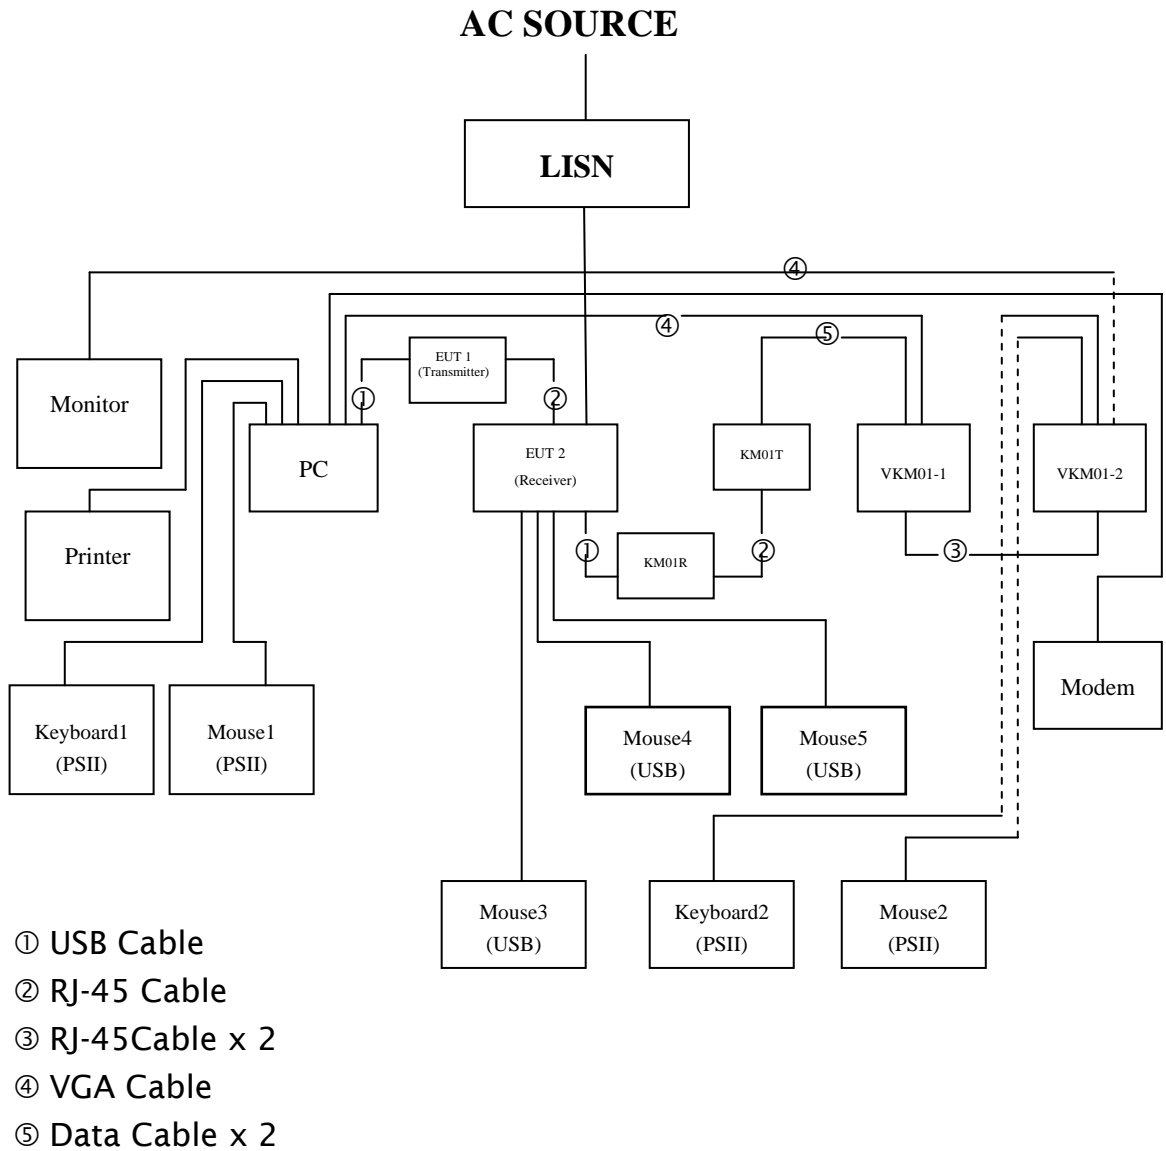 AC SOURCE
LISN
④
④
⑤
EUT 1
(Transmitter)
①
②
Monitor
PC
EUT 2
(Receiver)
KM01T
VKM01-1
VKM01-2
Printer
①
KM01R
②
③
Modem
Keyboard1
(PSII)
Mouse1
(PSII)
Mouse4
(USB)
Mouse5
(USB)
Mouse3
(USB)
Keyboard2
(PSII)
Mouse2
(PSII)
① USB Cable
② RJ-45 Cable
③ RJ-45Cable x 2
④ VGA Cable
⑤ Data Cable x 2